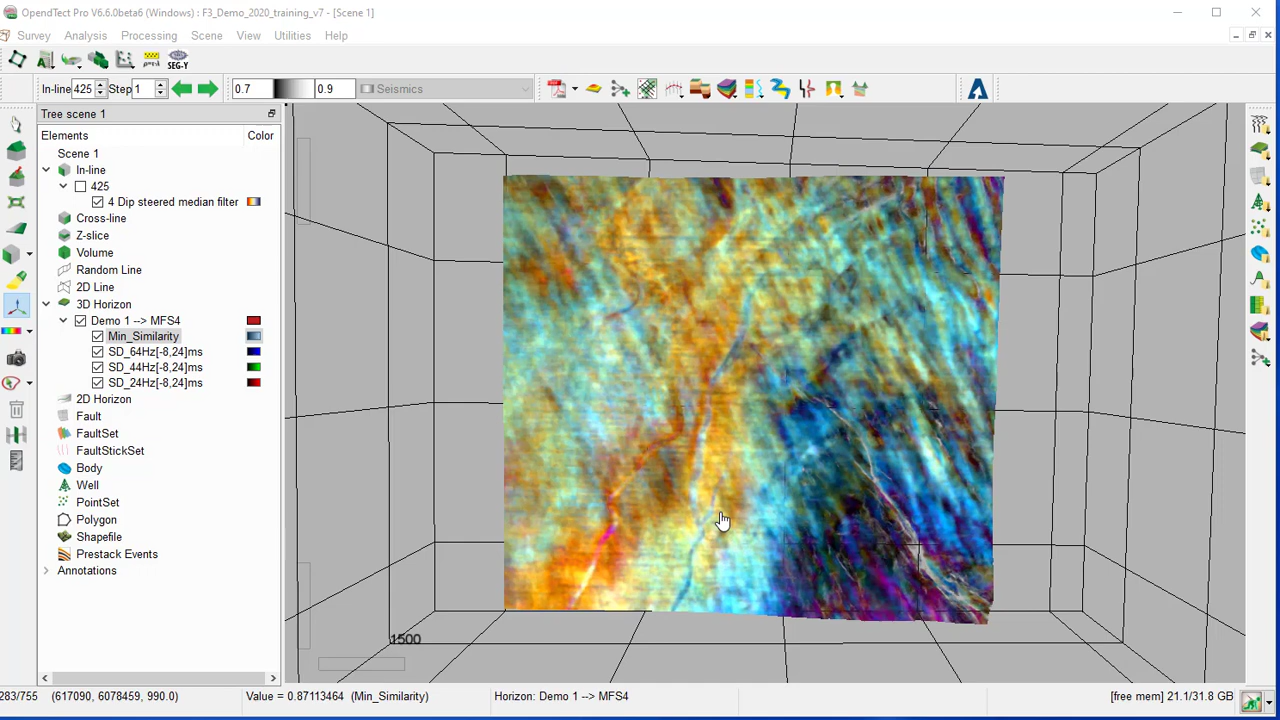 OpendTect Pro V6.6.0beta6 (Windows) : F3_Demo_2020_training_v7 - [Scene 1]
Survey Analysis Processing Scene View Utilities Help
SEG-Y
In-line 425 Step 1 0.7 0.9 Seismics
Tree scene 1
Elements Color
Scene 1
In-line
425
4 Dip steered median filter
Cross-line
Z-slice
Volume
Random Line
2D Line
3D Horizon
Demo 1 --> MFS4
Min_Similarity
SD_64Hz[-8,24]ms
SD_44Hz[-8,24]ms
SD_24Hz[-8,24]ms
2D Horizon
Fault
FaultSet
FaultStickSet
Body
Well
PointSet
Polygon
Shapefile
Prestack Events
Annotations
1500
283/755 (617090, 6078459, 990.0) Value = 0.87113464 (Min_Similarity) Horizon: Demo 1 --> MFS4 [free mem] 21.1/31.8 GB